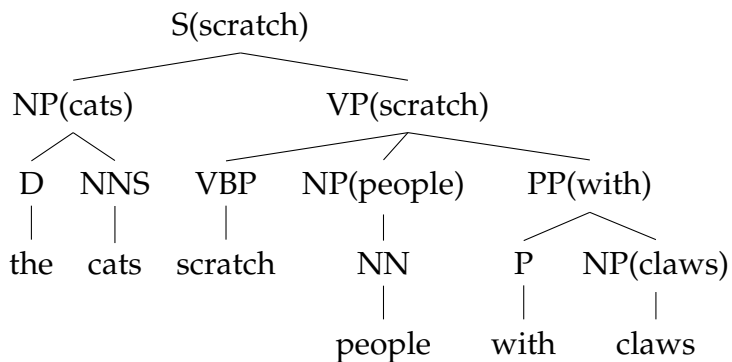 S(scratch)
NP(cats) VP(scratch)
D NNS VBP NP(people) PP(with)
the cats scratch NN P NP(claws)
people with claws